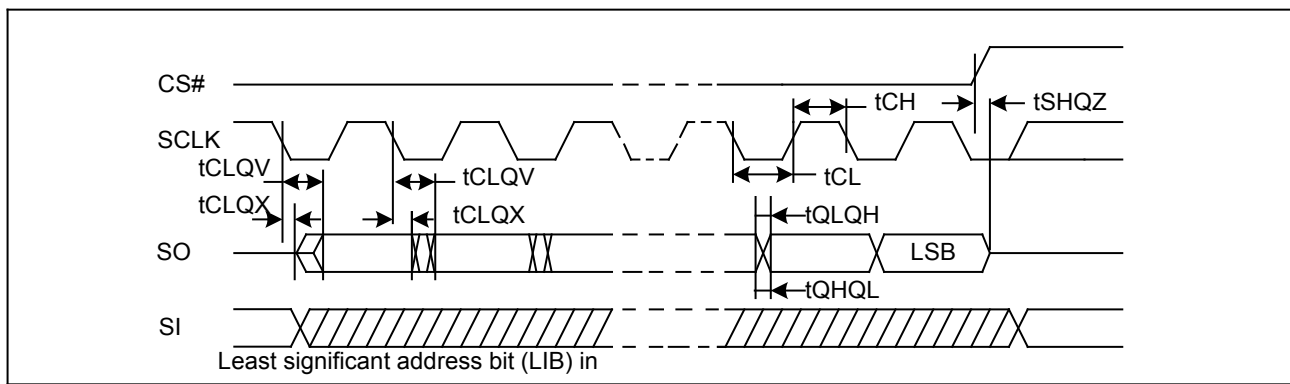 CS#
tCH
tSHQZ
SCLK
tCLQV
tCLQV
tCL
tCLQX
tCLQX
tQLQH
SO
LSB
tQHQL
SI
Least significant address bit (LIB) in